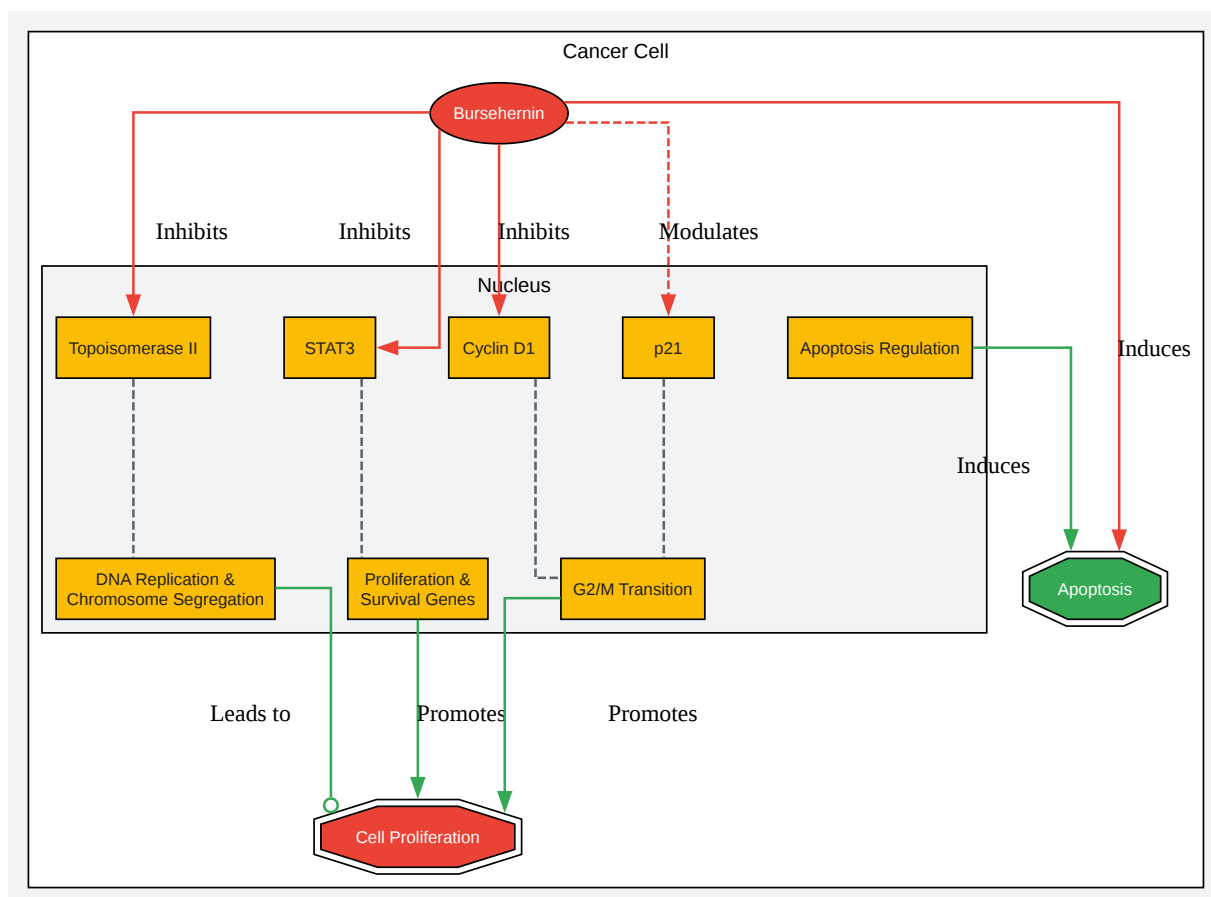 Cancer Cell
Bursehernin
Inhibits
Inhibits
Inhibits
Modulates
Nucleus
Topoisomerase II
STAT3
Cyclin D1
p21
Apoptosis Regulation
Induces
Induces
DNA Replication &
Chromosome Segregation
Proliferation &
Survival Genes
G2/M Transition
Apoptosis
Leads to
Promotes
Promotes
Cell Proliferation